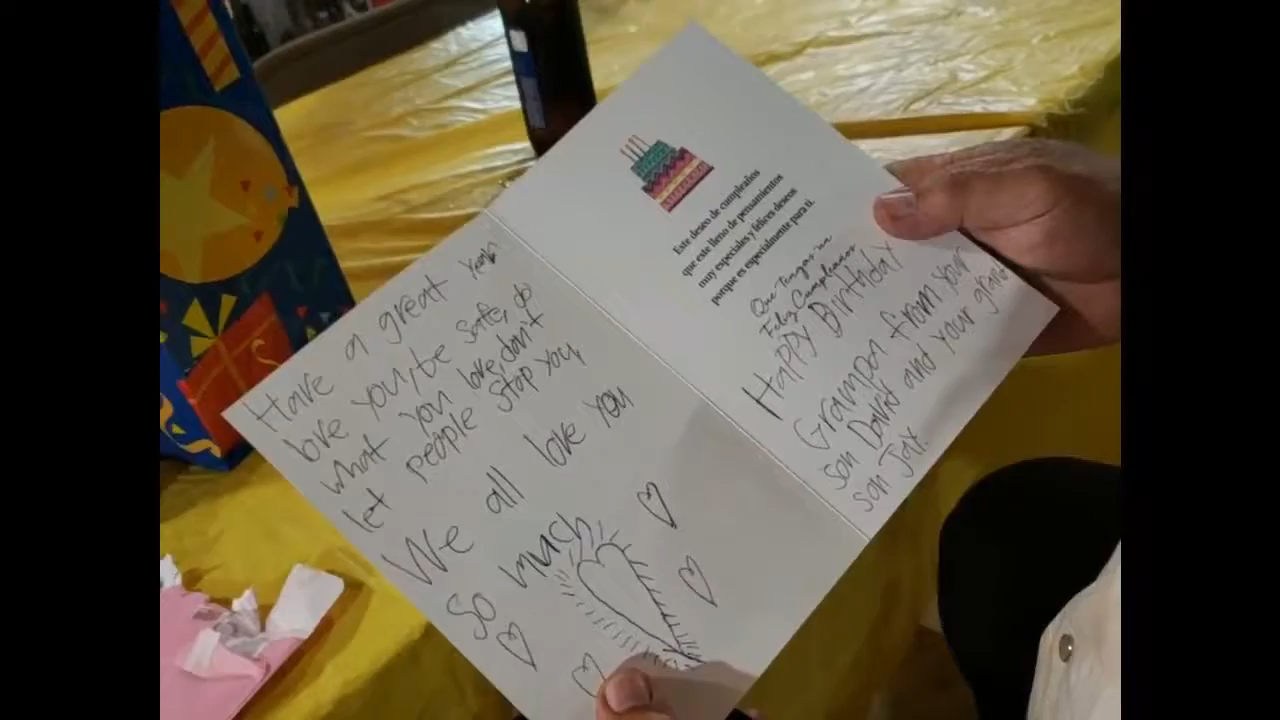 Have a great year
love you, be safe, do
what you love, don't
let people stop you,
We all love you
so much
Este deseo de cumpleaños
que este lleno de pensamientos
muy especiales y felices deseos
porque es especialmente para ti.
Que Tengas un
Feliz Cumpleaños
Happy Birthday
Grampa from your
son David and your grand
son Jax.